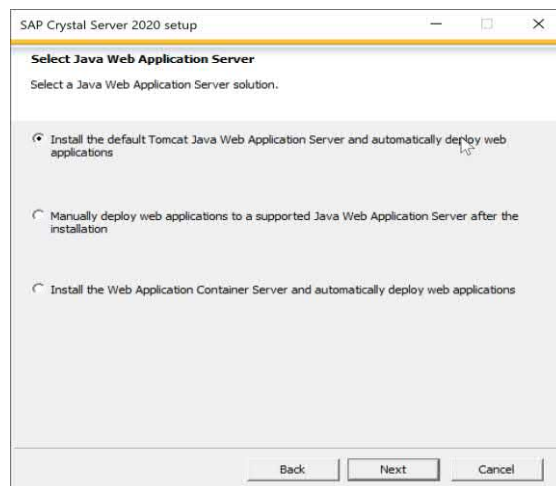 SAP Crystal Server 2020 setup
Select Java Web Application Server
Select a Java Web Application Server solution.
Install the default Tomcat Java Web Application Server and automatically deploy web
applications
Manually deploy web applications to a supported Java Web Application Server after the
installation
Install the Web Application Container Server and automatically deploy web applications
Back Next Cancel